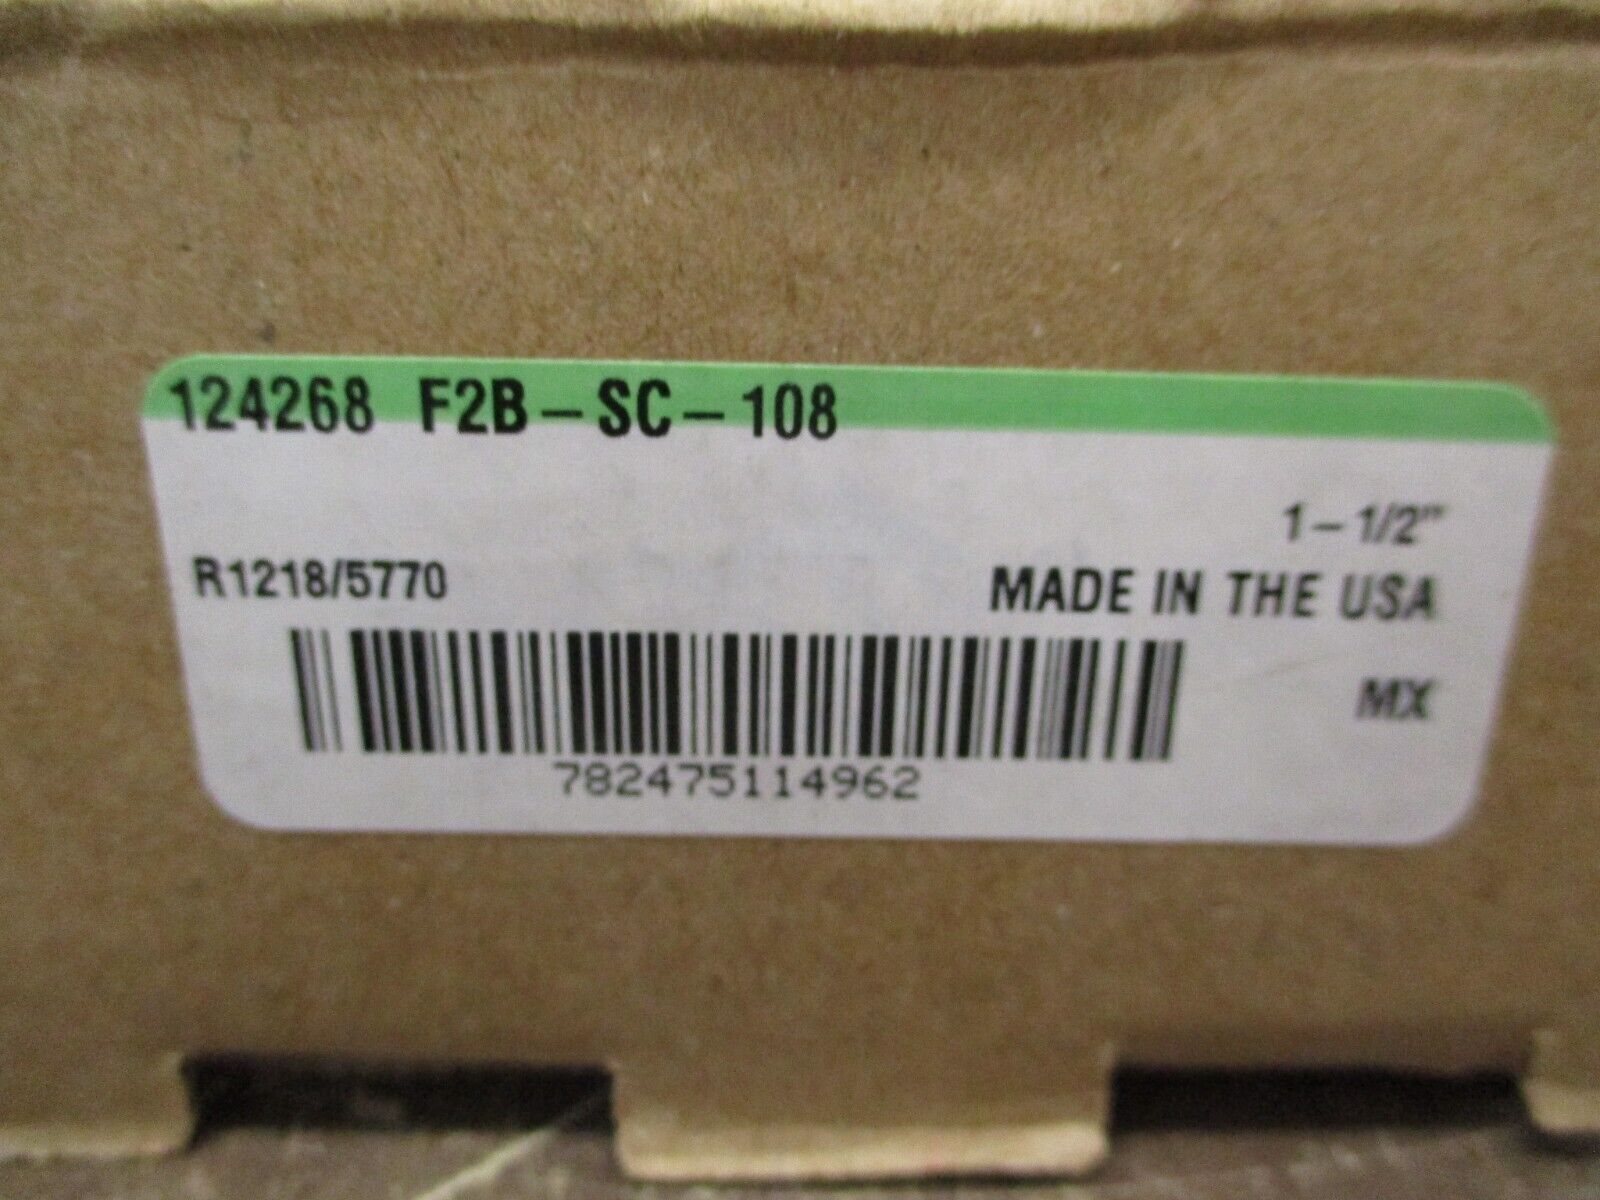 124268 F2B-SC-108
1-1/2"
R1218/5770
MADE IN THE USA
MX
782475114962